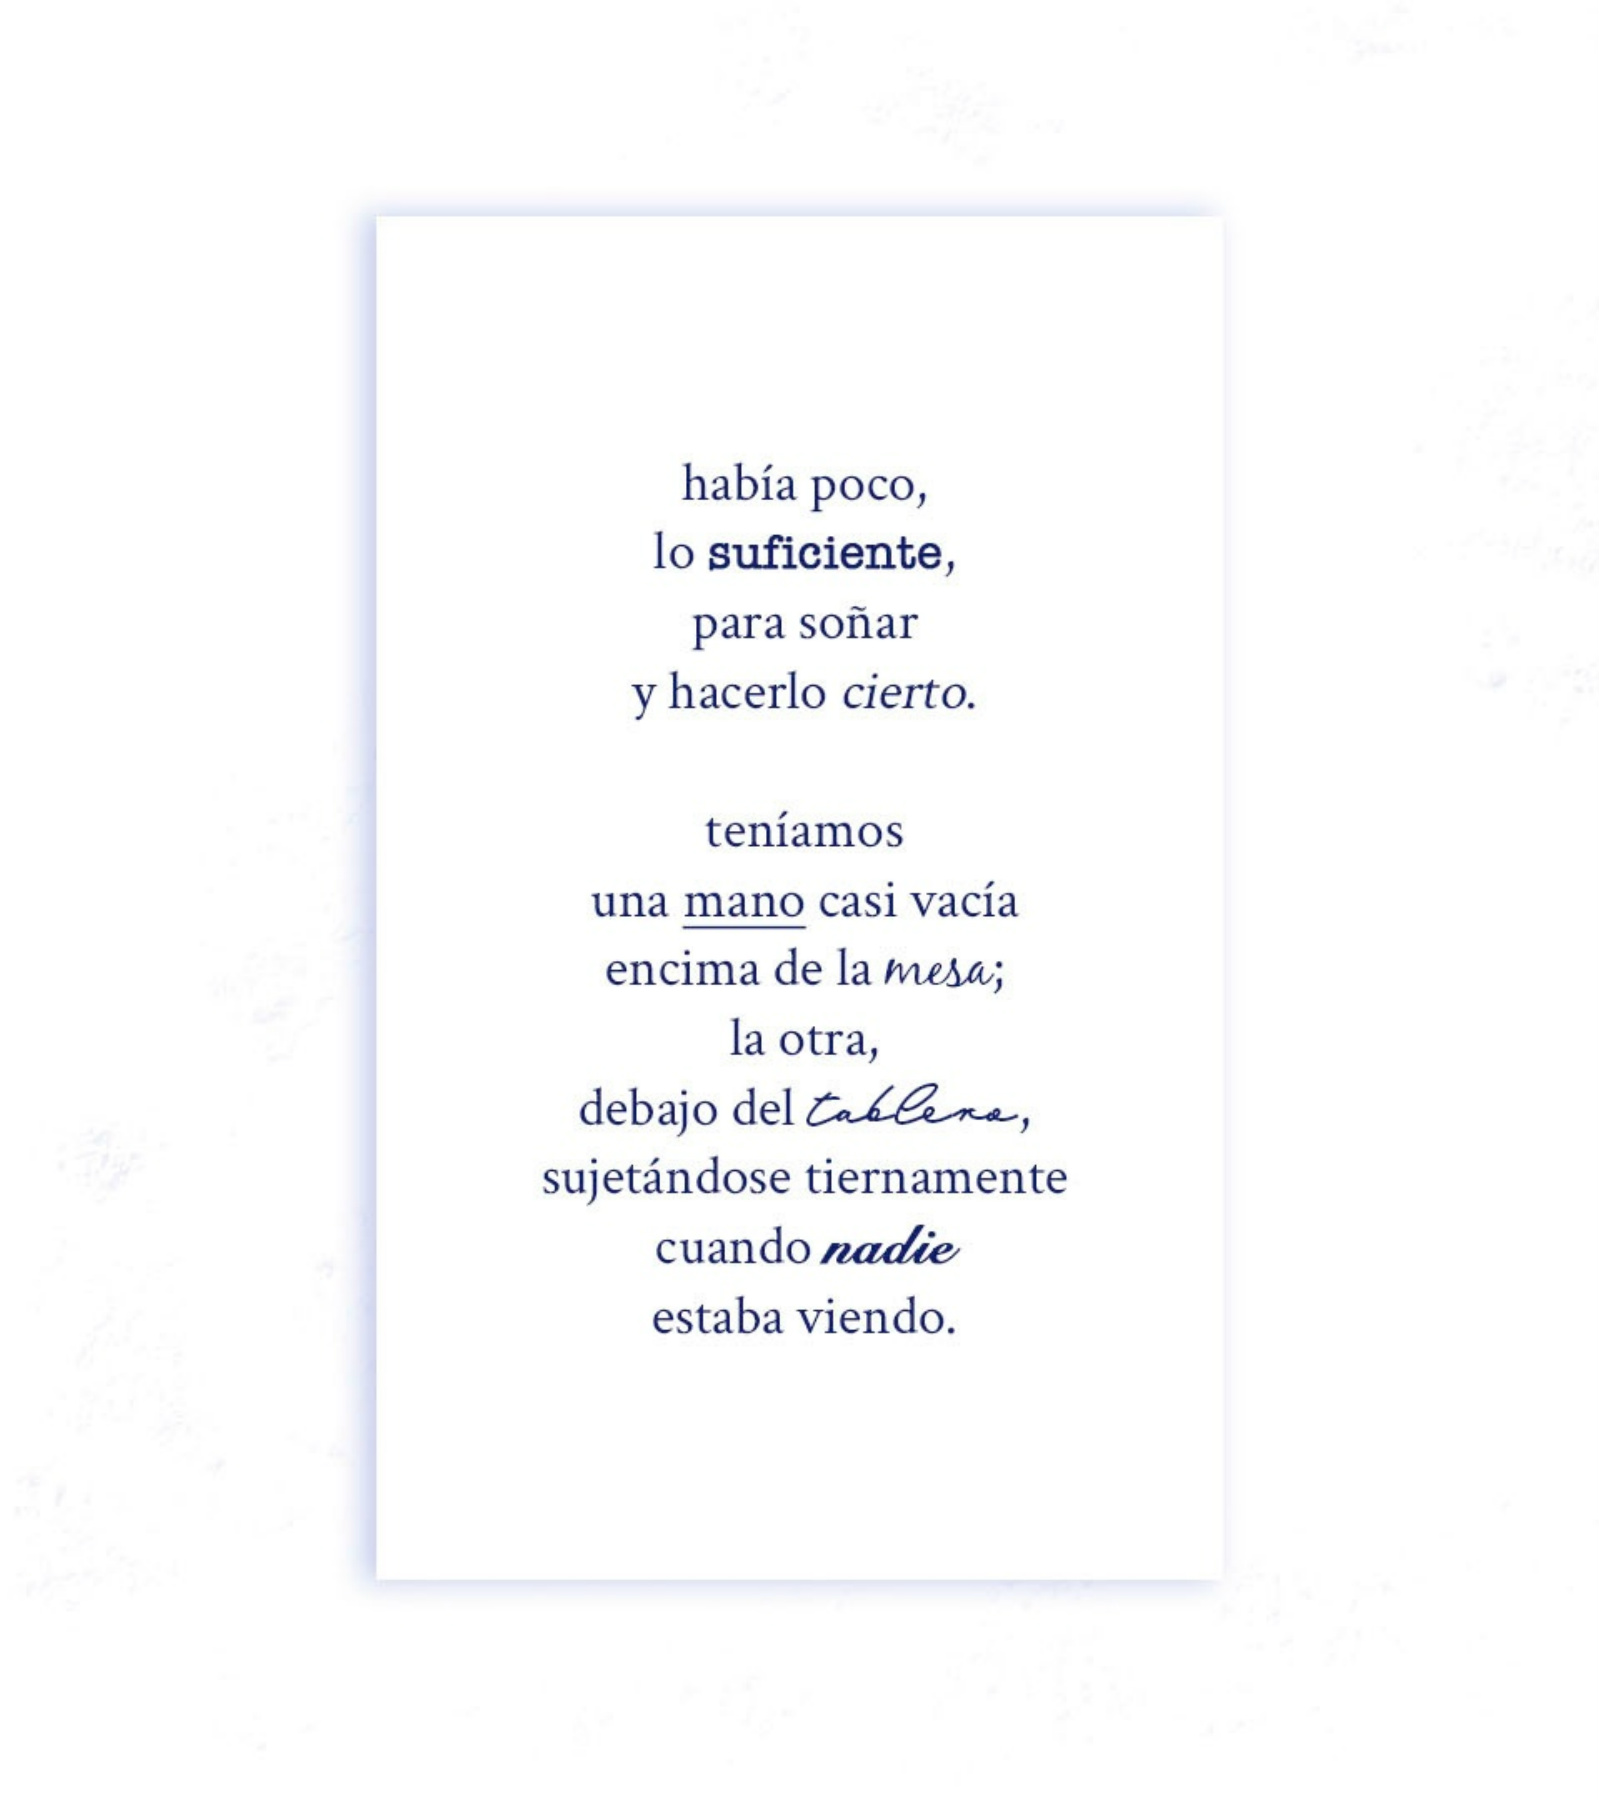 había poco,
lo suficiente,
para soñar
y hacerlo cierto.
teníamos
una mano casi vacía
encima de la mesa;
la otra,
debajo del tablero,
sujetándose tiernamente
cuando nadie
estaba viendo.